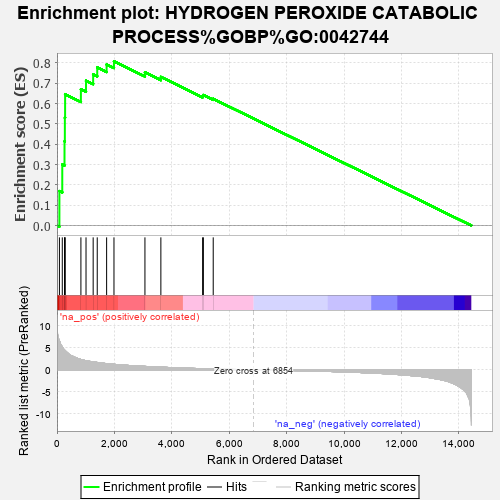 Enrichment plot: HYDROGEN PEROXIDE CATABOLIC
PROCESS%GOBP%GO:0042744
Enrichment score (ES)
0.8
0.7
0.6
0.5
0.4
0.3
0.2
0.1
0.0
'na_pos' (positively correlated)
Ranked list metric (PreRanked)
10
5
0
-5
-10
Zero cross at 6854
'na_neg' (negatively correlated)
0
2,000
4,000
6,000
8,000
10,000
12,000
14,000
Rank in Ordered Dataset
Enrichment profile
Hits
Ranking metric scores